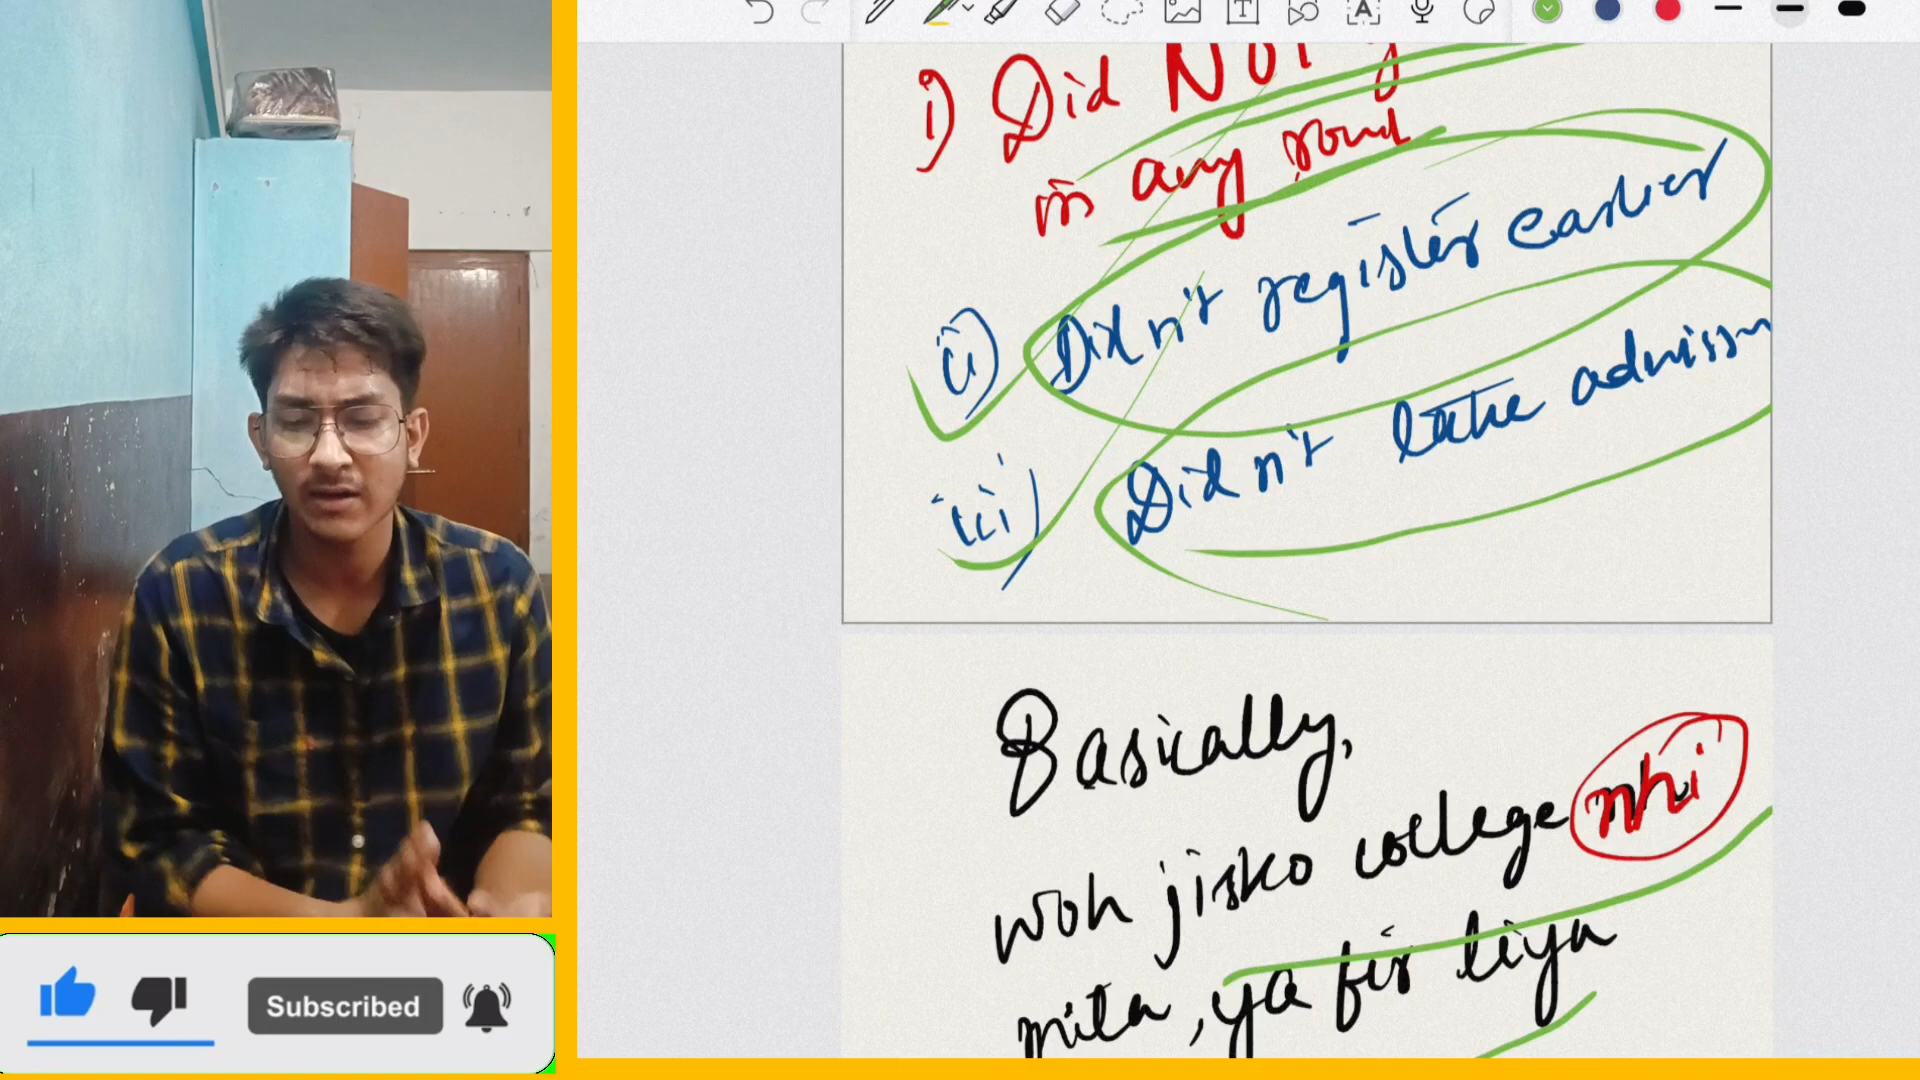 i) Did Not
in any round
ii) Didn't register earlier
iii) Didn't take
Basically,
woh jisko college nhi
mila, ya fir liya
Subscribed